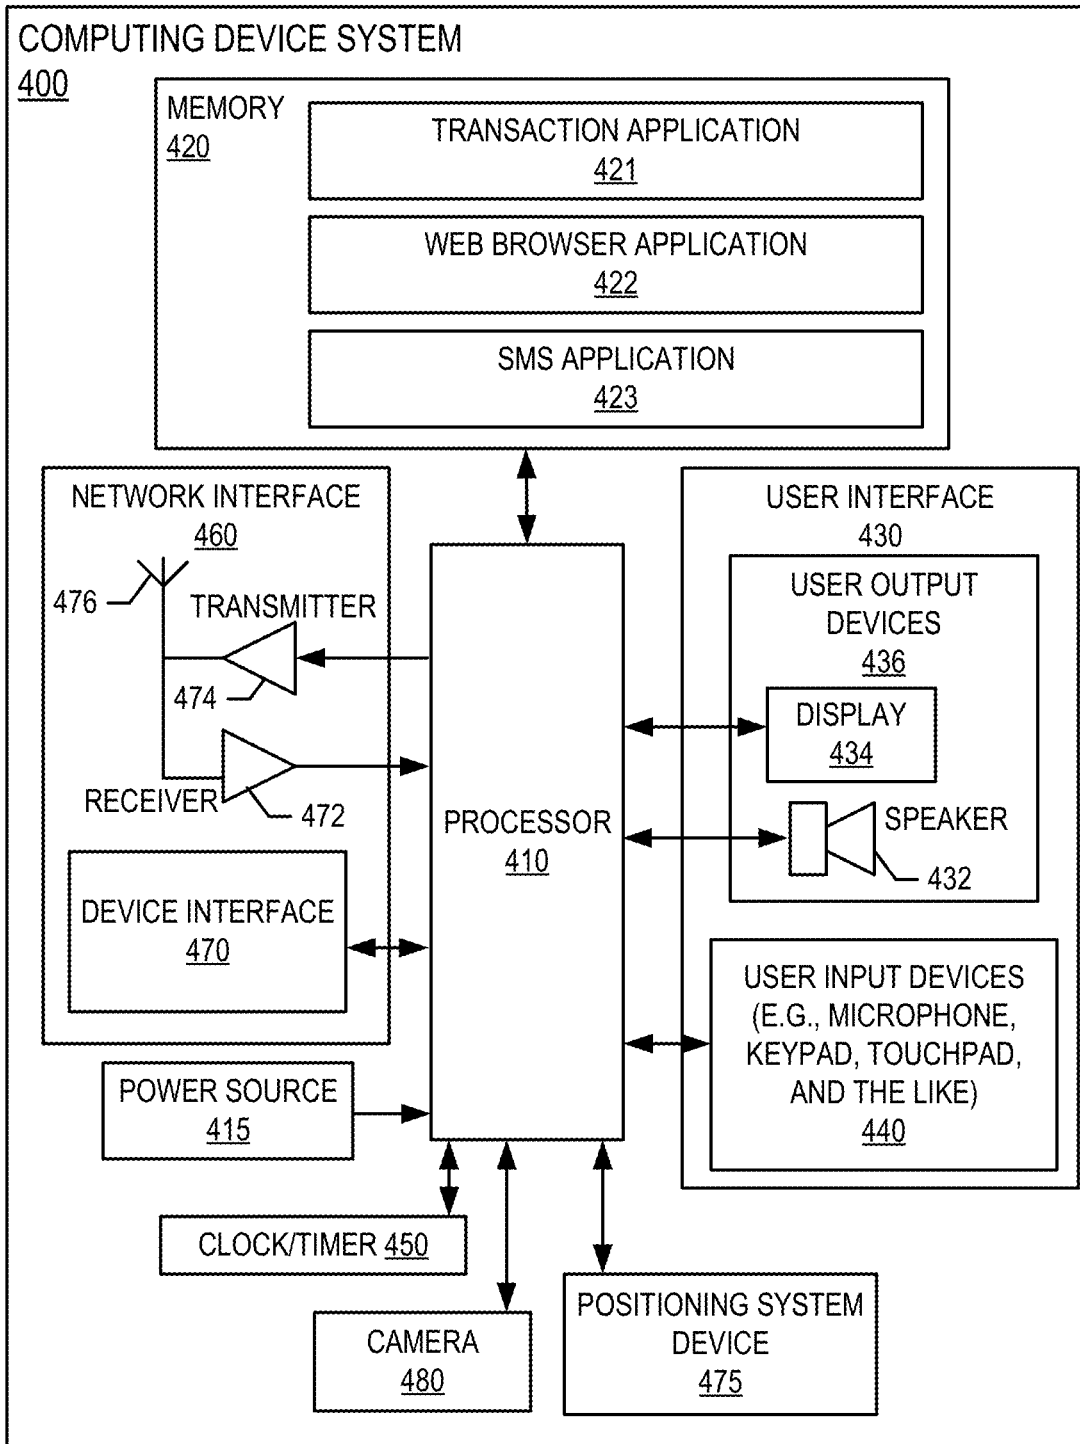 COMPUTING DEVICE SYSTEM
400
MEMORY
420
TRANSACTION APPLICATION
421
WEB BROWSER APPLICATION
422
SMS APPLICATION
423
NETWORK INTERFACE
460
476
TRANSMITTER
474
RECEIVER
472
DEVICE INTERFACE
470
PROCESSOR
410
USER INTERFACE
430
USER OUTPUT
DEVICES
436
DISPLAY
434
SPEAKER
432
USER INPUT DEVICES
(E.G., MICROPHONE,
KEYPAD, TOUCHPAD,
AND THE LIKE)
440
POWER SOURCE
415
CLOCK/TIMER 450
CAMERA
480
POSITIONING SYSTEM
DEVICE
475